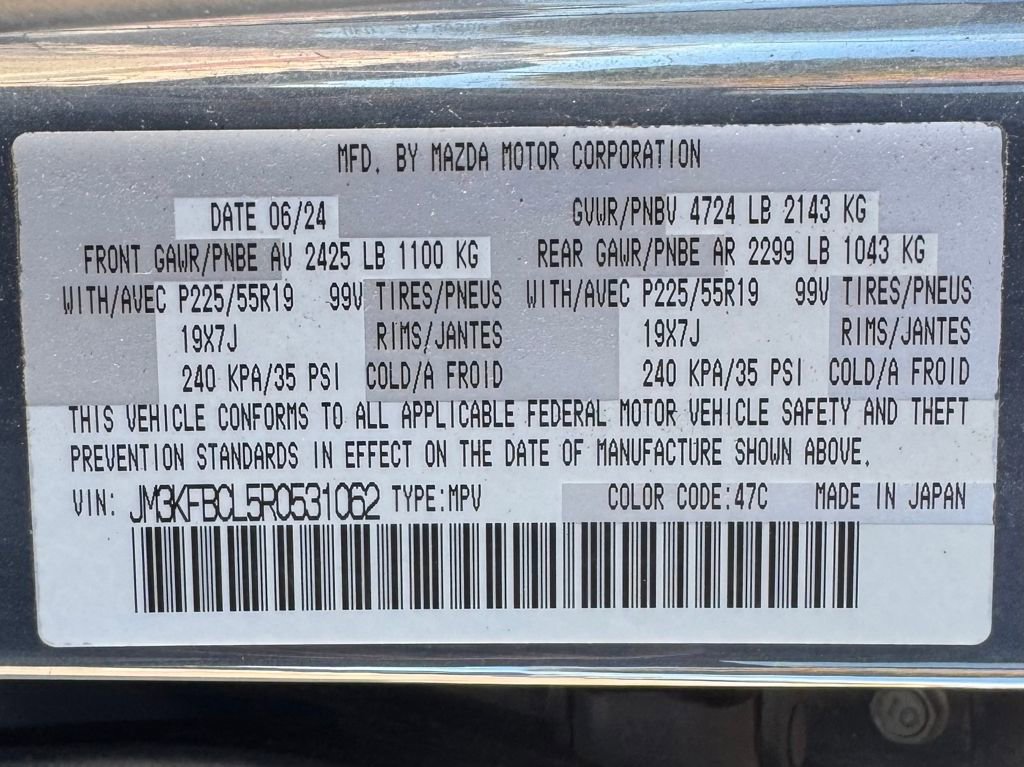 MFD. BY MAZDA MOTOR CORPORATION
DATE 06/24 GVWR/PNBV 4724 LB 2143 KG
FRONT GAWR/PNBE AV 2425 LB 1100 KG REAR GAWR/PNBE AR 2299 LB 1043 KG
WITH/AVEC P225/55R19 99V TIRES/PNEUS WITH/AVEC P225/55R19 99V TIRES/PNEUS
19X7J RIMS/JANTES 19X7J RIMS/JANTES
240 KPA/35 PSI COLD/A FROID 240 KPA/35 PSI COLD/A FROID
THIS VEHICLE CONFORMS TO ALL APPLICABLE FEDERAL MOTOR VEHICLE SAFETY AND THEFT
PREVENTION STANDARDS IN EFFECT ON THE DATE OF MANUFACTURE SHOWN ABOVE.
VIN: JM3KFBCL5R0531062 TYPE:MPV COLOR CODE:47C MADE IN JAPAN